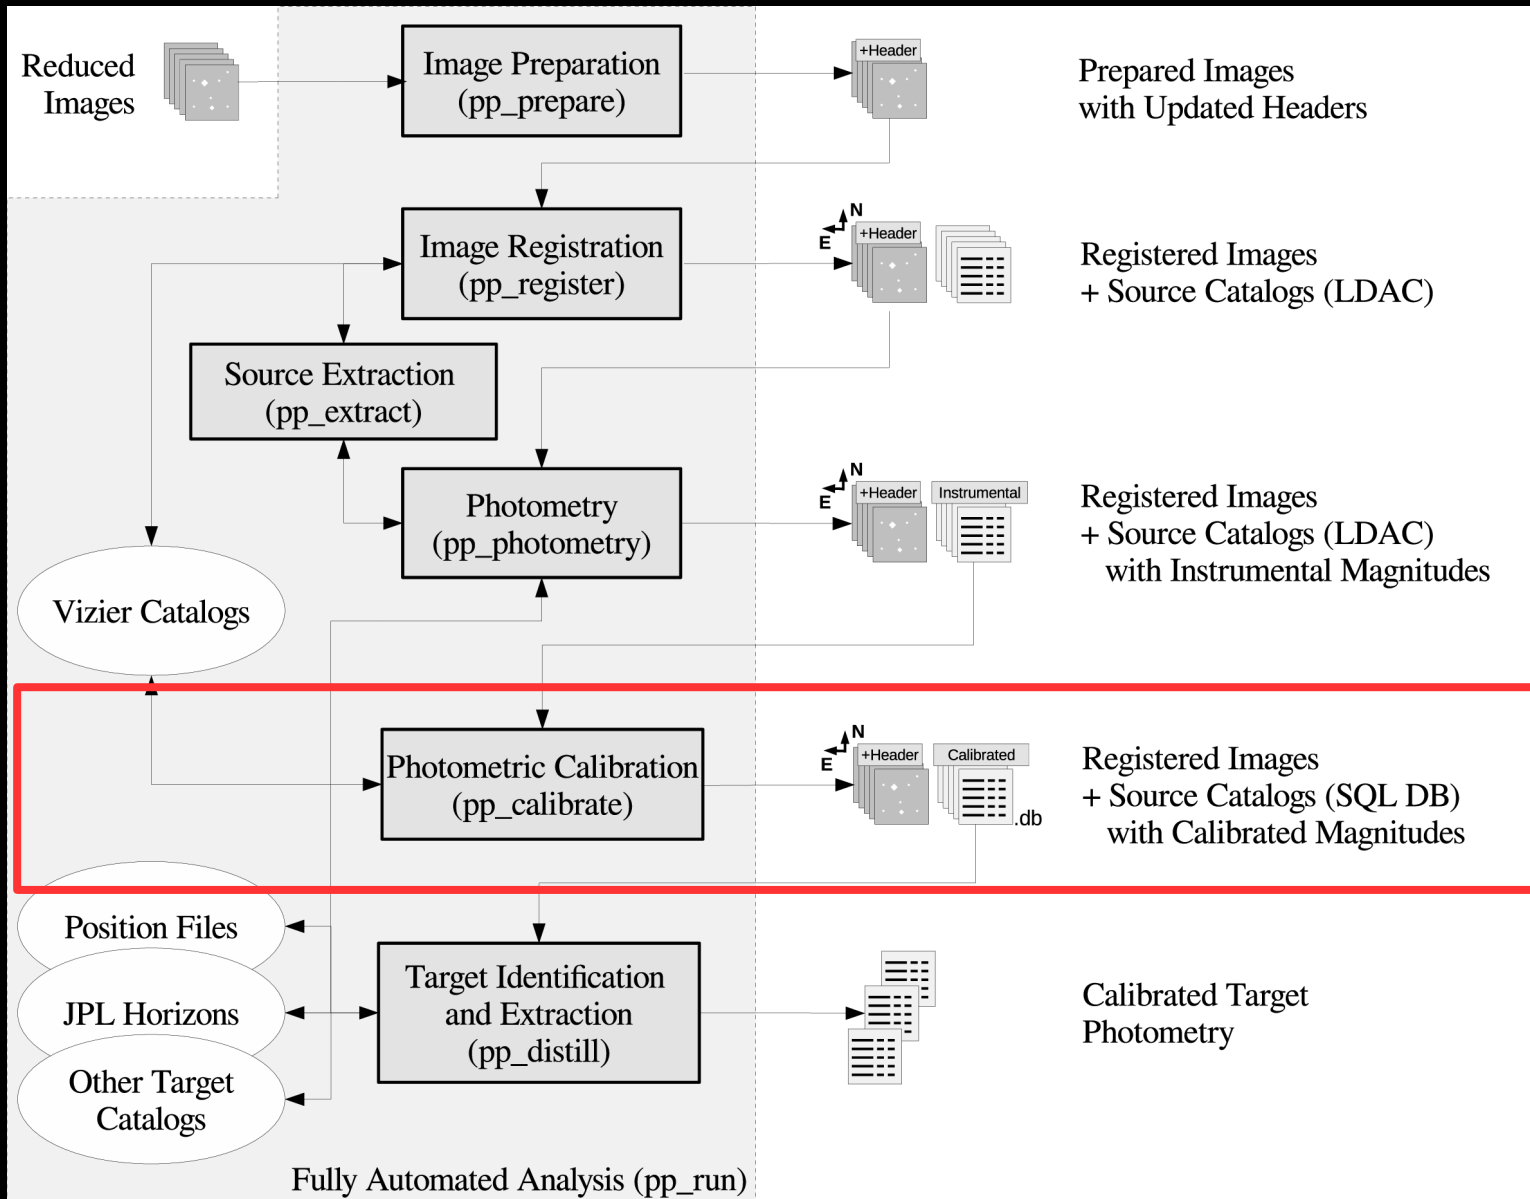 Reduced
Images
Image Preparation
(pp_prepare)
+Header
Prepared Images
with Updated Headers
Image Registration
(pp_register)
N
E
+Header
Registered Images
+ Source Catalogs (LDAC)
Source Extraction
(pp_extract)
Photometry
(pp_photometry)
N
E
+Header
Instrumental
Registered Images
+ Source Catalogs (LDAC)
with Instrumental Magnitudes
Vizier Catalogs
Photometric Calibration
(pp_calibrate)
N
E
+Header
Calibrated
.db
Registered Images
+ Source Catalogs (SQL DB)
with Calibrated Magnitudes
Position Files
JPL Horizons
Other Target
Catalogs
Target Identification
and Extraction
(pp_distill)
Calibrated Target
Photometry
Fully Automated Analysis (pp_run)